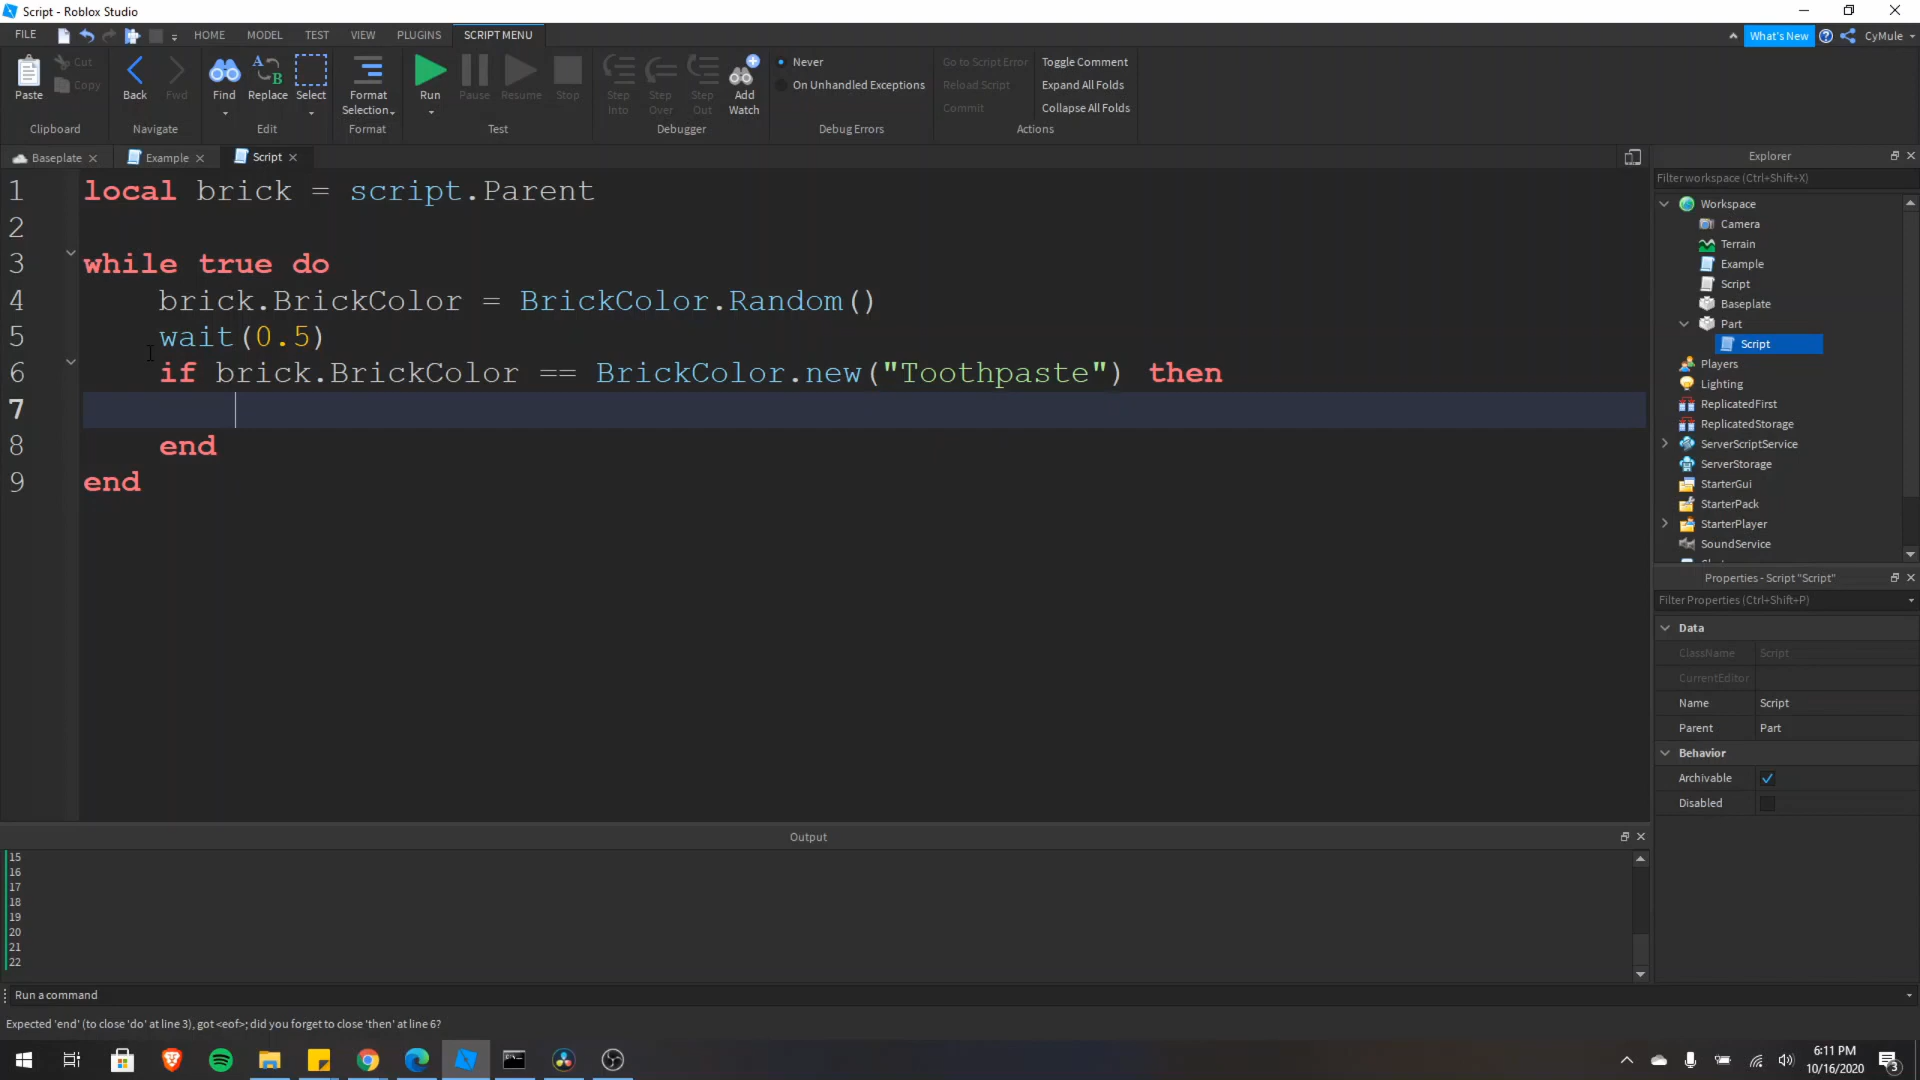 Script - Roblox Studio
FILE HOME MODEL TEST VIEW PLUGINS SCRIPT MENU What's New CyMule
Paste Cut Copy Back Fwd Find Replace Select Format Selection Run Pause Resume Stop Step Into Step Over Step Out Add Watch
Never
On Unhandled Exceptions
Go to Script Error Toggle Comment
Reload Script Expand All Folds
Commit Collapse All Folds
Clipboard Navigate Edit Format Test Debugger Debug Errors Actions
Baseplate Example Script
1 local brick = script.Parent
2
3 while true do
4 brick.BrickColor = BrickColor.Random()
5 wait(0.5)
6 if brick.BrickColor == BrickColor.new("Toothpaste") then
7
8 end
9 end
Explorer
Filter workspace (Ctrl+Shift+X)
Workspace
Camera
Terrain
Example
Script
Baseplate
Part
Script
Players
Lighting
ReplicatedFirst
ReplicatedStorage
ServerScriptService
ServerStorage
StarterGui
StarterPack
StarterPlayer
SoundService
Properties - Script "Script"
Filter Properties (Ctrl+Shift+P)
Data
ClassName Script
CurrentEditor
Name Script
Parent Part
Behavior
Archivable
Disabled
Output
15
16
17
18
19
20
21
22
Run a command
Expected 'end' (to close 'do' at line 3), got <eof>; did you forget to close 'then' at line 6?
6:11 PM
10/16/2020
3